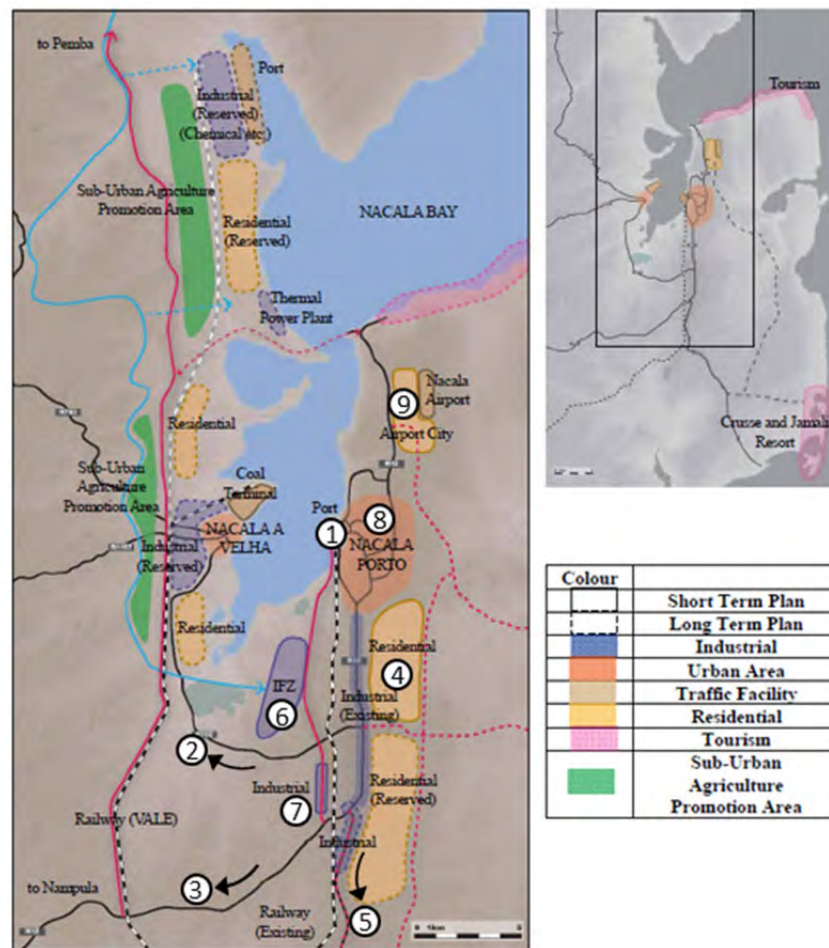 to Pemba
Port
Industrial
(Reserved)
(Chemical etc.)
Sub-Urban Agriculture
Promotion Area
Residential
(Reserved)
NACALA BAY
Thermal
Power Plant
Nacala
Airport
9
Airport City
Residential
Sub-Urban
Agriculture
Promotion Area
Coal
Terminal
Port
8
1
NACALA A
VELHA
NACALA
PORTO
Industrial
(Reserved)
Residential
Residential
4
IFZ
6
Industrial
(Existing)
2
Industrial
7
Residential
(Reserved)
Railway (VALE)
Industrial
to Nampula
3
Railway
(Existing)
5
Tourism
Crusse and Jamali
Resort
Colour
Short Term Plan
Long Term Plan
Industrial
Urban Area
Traffic Facility
Residential
Tourism
Sub-Urban
Agriculture
Promotion Area